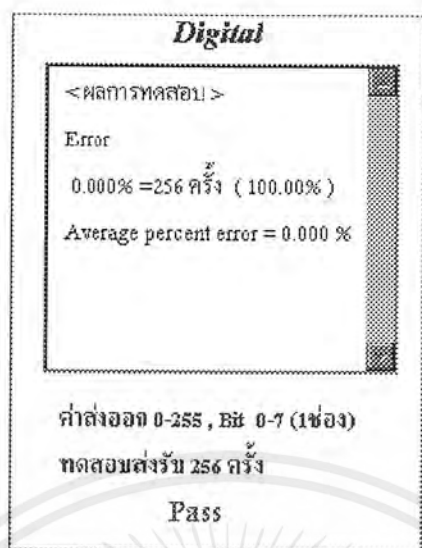 Digital
<ผลการทดสอบ>
Error
0.000% =256 ครั้ง ( 100.00% )
Average percent error = 0.000 %
ค่าส่งออก 0-255 , Bit 0-7 (1ช่อง)
ทดสอบส่งรับ 256 ครั้ง
Pass